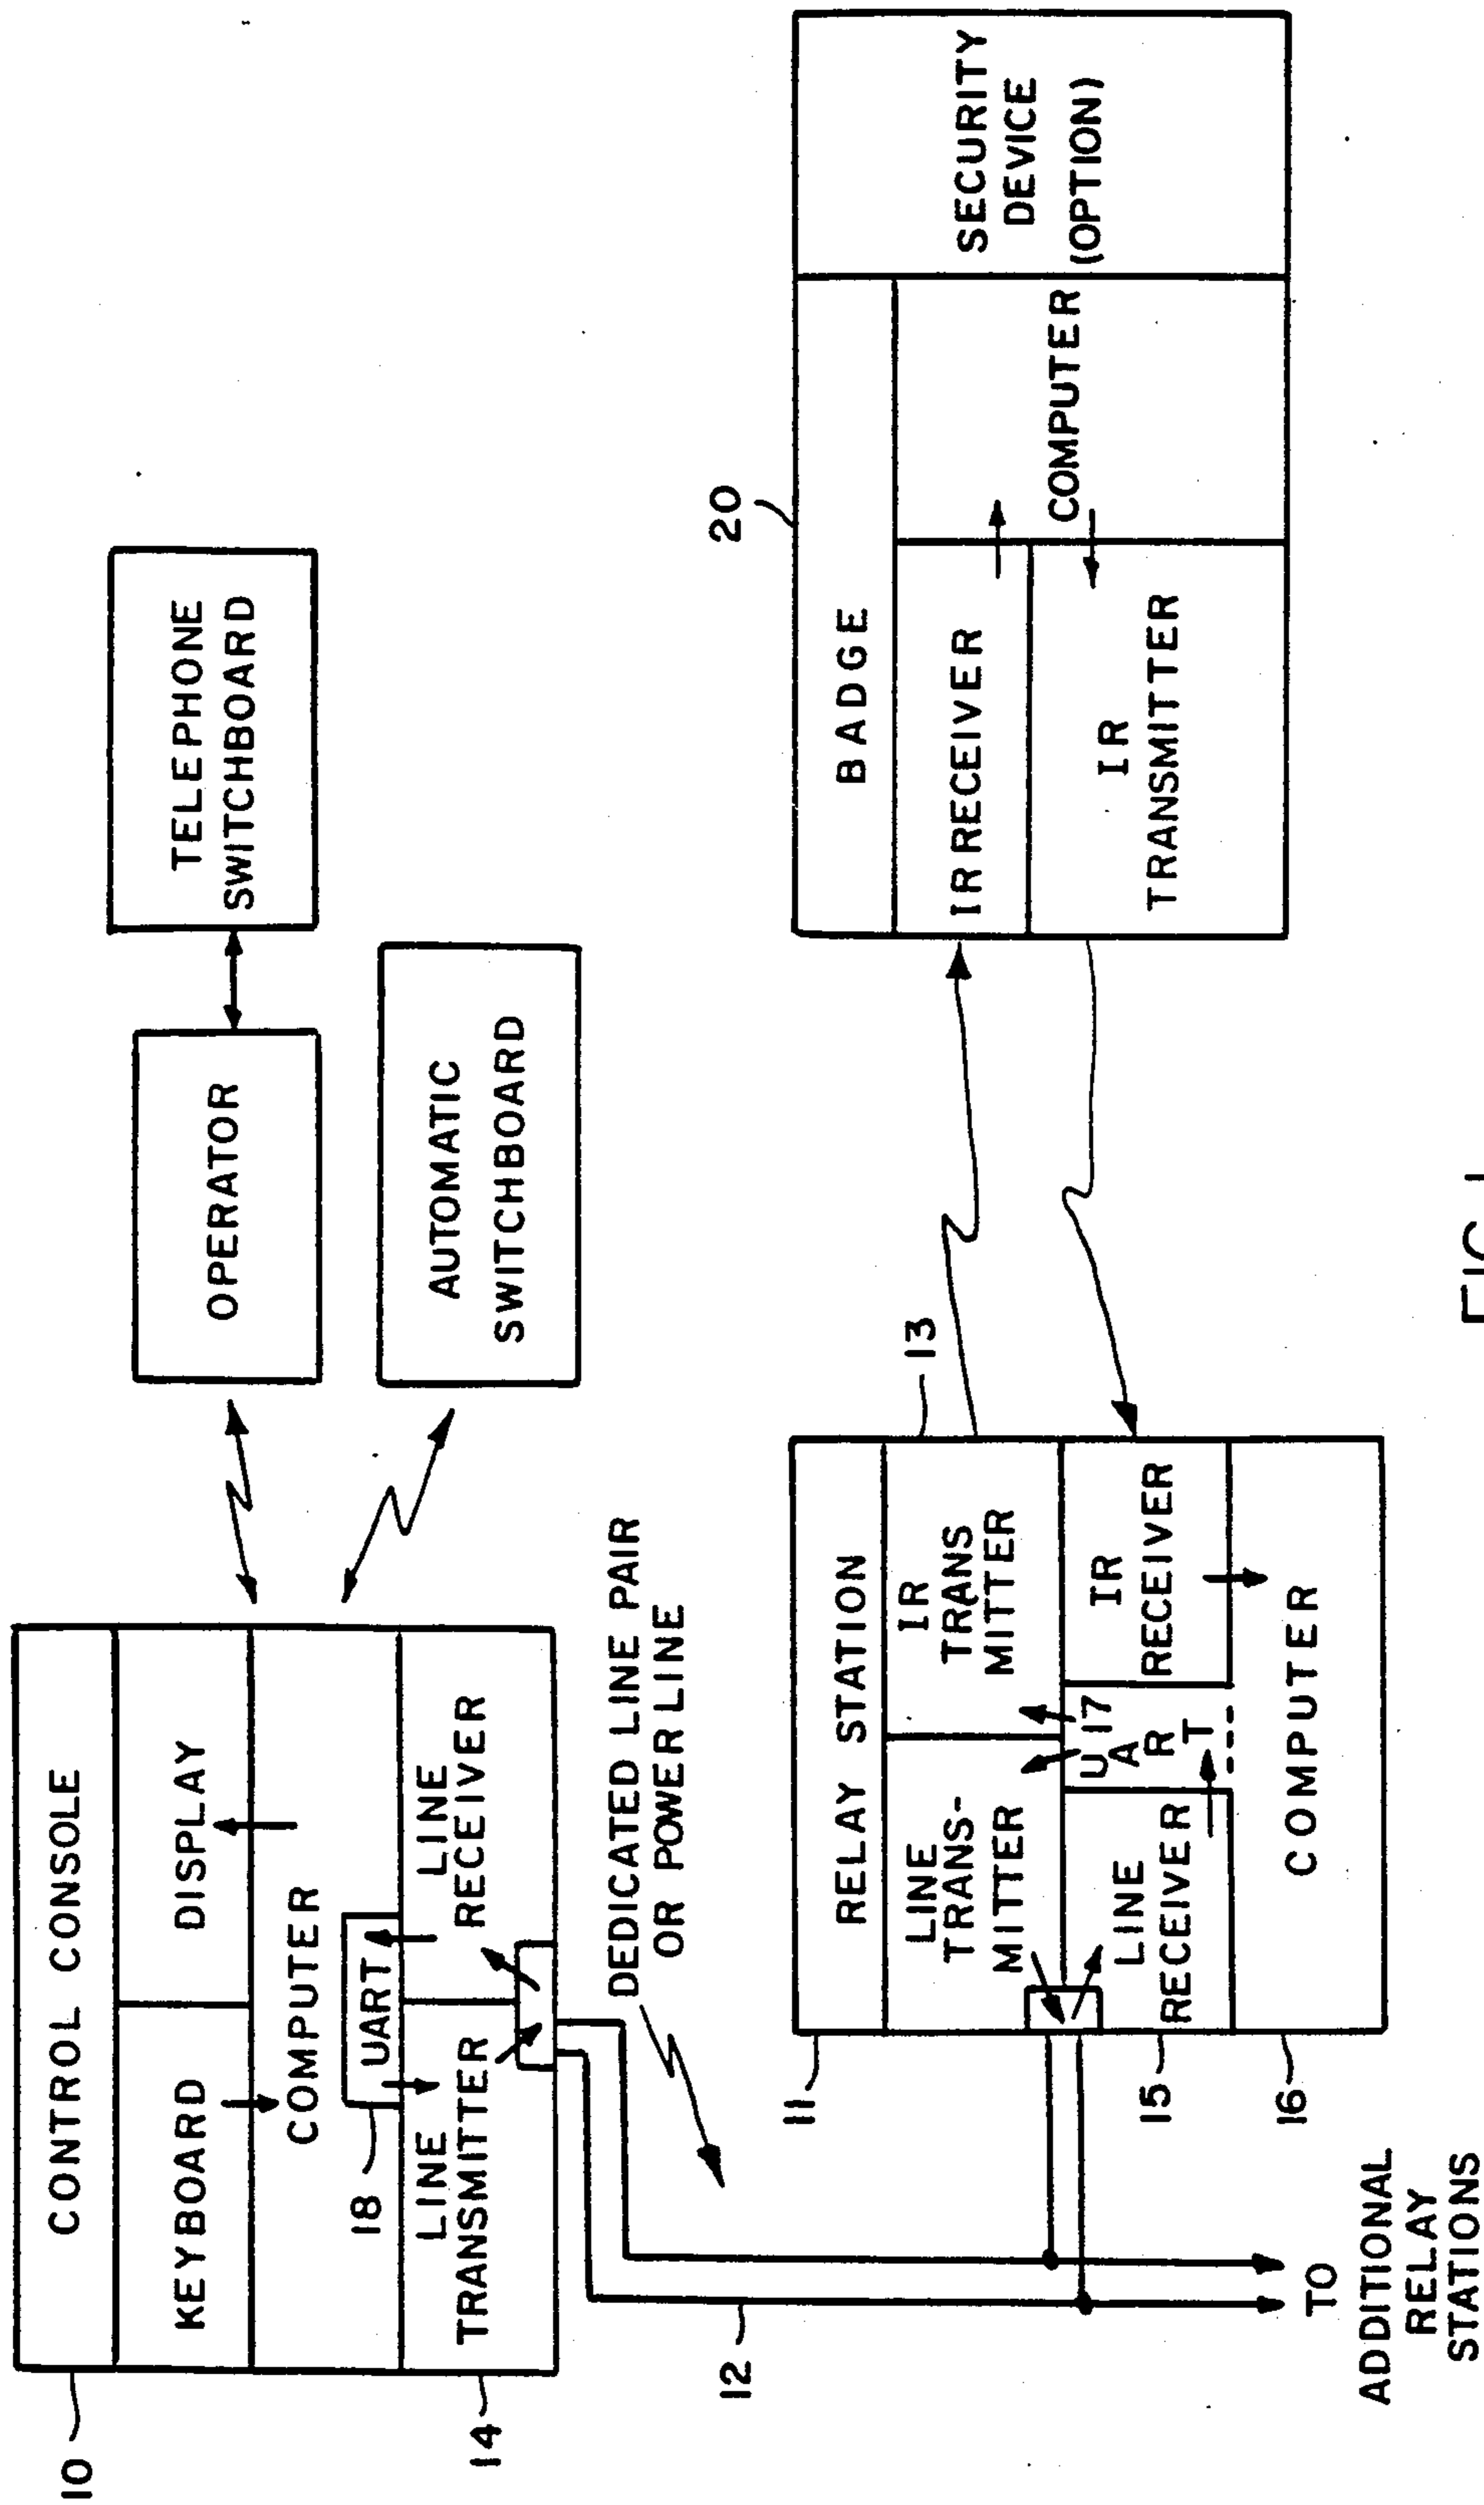 10
CONTROL CONSOLE
KEYBOARD
DISPLAY
COMPUTER
18
UART
14
LINE
TRANSMITTER
LINE
RECEIVER
OPERATOR
TELEPHONE
SWITCHBOARD
AUTOMATIC
SWITCHBOARD
DEDICATED LINE PAIR
OR POWER LINE
12
TO
ADDITIONAL
RELAY
STATIONS
11
RELAY STATION
13
LINE
TRANS-
MITTER
IR
TRANS
MITTER
15
LINE
RECEIVER
U 17
A
R
T
IR
RECEIVER
16
COMPUTER
20
BADGE
IR RECEIVER
IR
TRANSMITTER
COMPUTER
SECURITY
DEVICE
(OPTION)